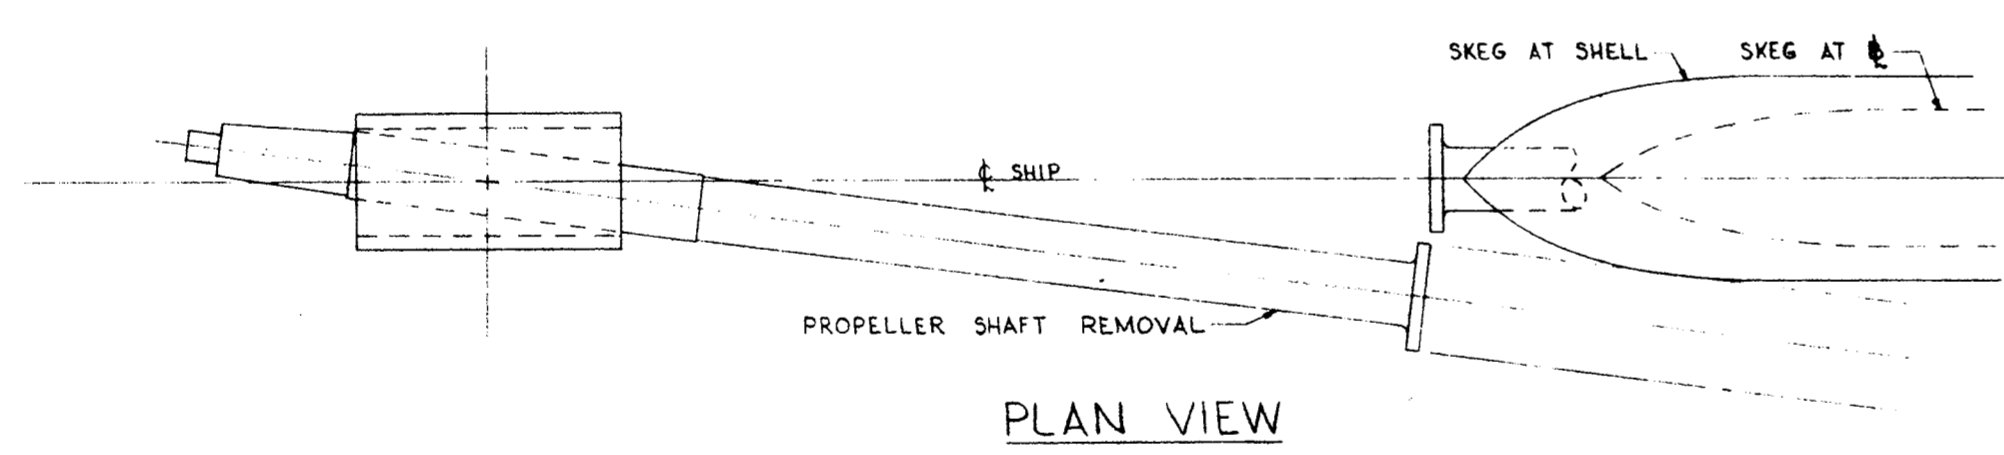 SKEG AT SHELL
SKEG AT ℄
℄ SHIP
PROPELLER SHAFT REMOVAL
PLAN VIEW